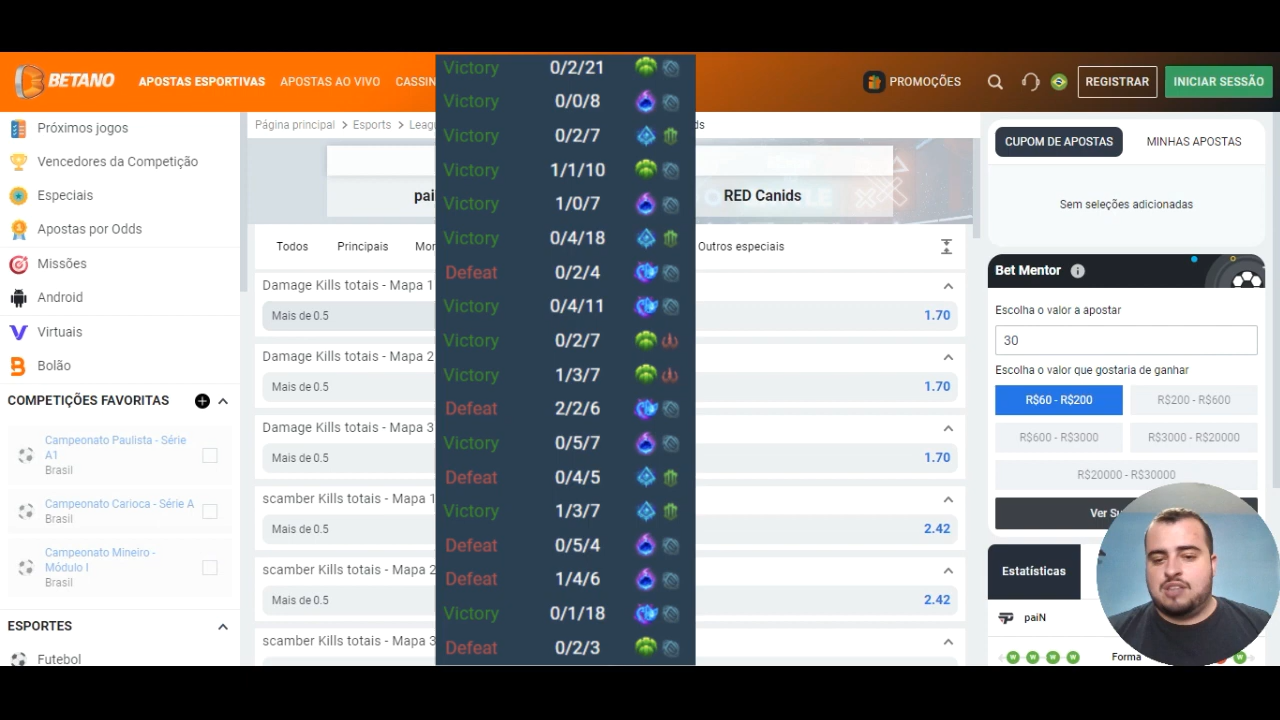 BETANO
APOSTAS ESPORTIVAS
APOSTAS AO VIVO
CASSIN
PROMOÇÕES
REGISTRAR
INICIAR SESSÃO
Próximos jogos
Vencedores da Competição
Especiais
Apostas por Odds
Missões
Android
Virtuais
Bolão
COMPETIÇÕES FAVORITAS
Campeonato Paulista - Série
A1
Brasil
Campeonato Carioca - Série A
Brasil
Campeonato Mineiro -
Módulo I
Brasil
ESPORTES
Futebol
Página principal > Esports > Leag
ds
pai
RED Canids
Todos
Principais
Mor
Outros especiais
Damage Kills totais - Mapa 1
Mais de 0.5
1.70
Damage Kills totais - Mapa 2
Mais de 0.5
1.70
Damage Kills totais - Mapa 3
Mais de 0.5
1.70
scamber Kills totais - Mapa 1
Mais de 0.5
2.42
scamber Kills totais - Mapa 2
Mais de 0.5
2.42
scamber Kills totais - Mapa 3
Victory 0/2/21
Victory 0/0/8
Victory 0/2/7
Victory 1/1/10
Victory 1/0/7
Victory 0/4/18
Defeat 0/2/4
Victory 0/4/11
Victory 0/2/7
Victory 1/3/7
Defeat 2/2/6
Victory 0/5/7
Defeat 0/4/5
Victory 1/3/7
Defeat 0/5/4
Defeat 1/4/6
Victory 0/1/18
Defeat 0/2/3
CUPOM DE APOSTAS
MINHAS APOSTAS
Sem seleções adicionadas
Bet Mentor
Escolha o valor a apostar
30
Escolha o valor que gostaria de ganhar
R$60 - R$200
R$200 - R$600
R$600 - R$3000
R$3000 - R$20000
R$20000 - R$30000
Ver Su
Estatísticas
paiN
W W W W
Forma
W